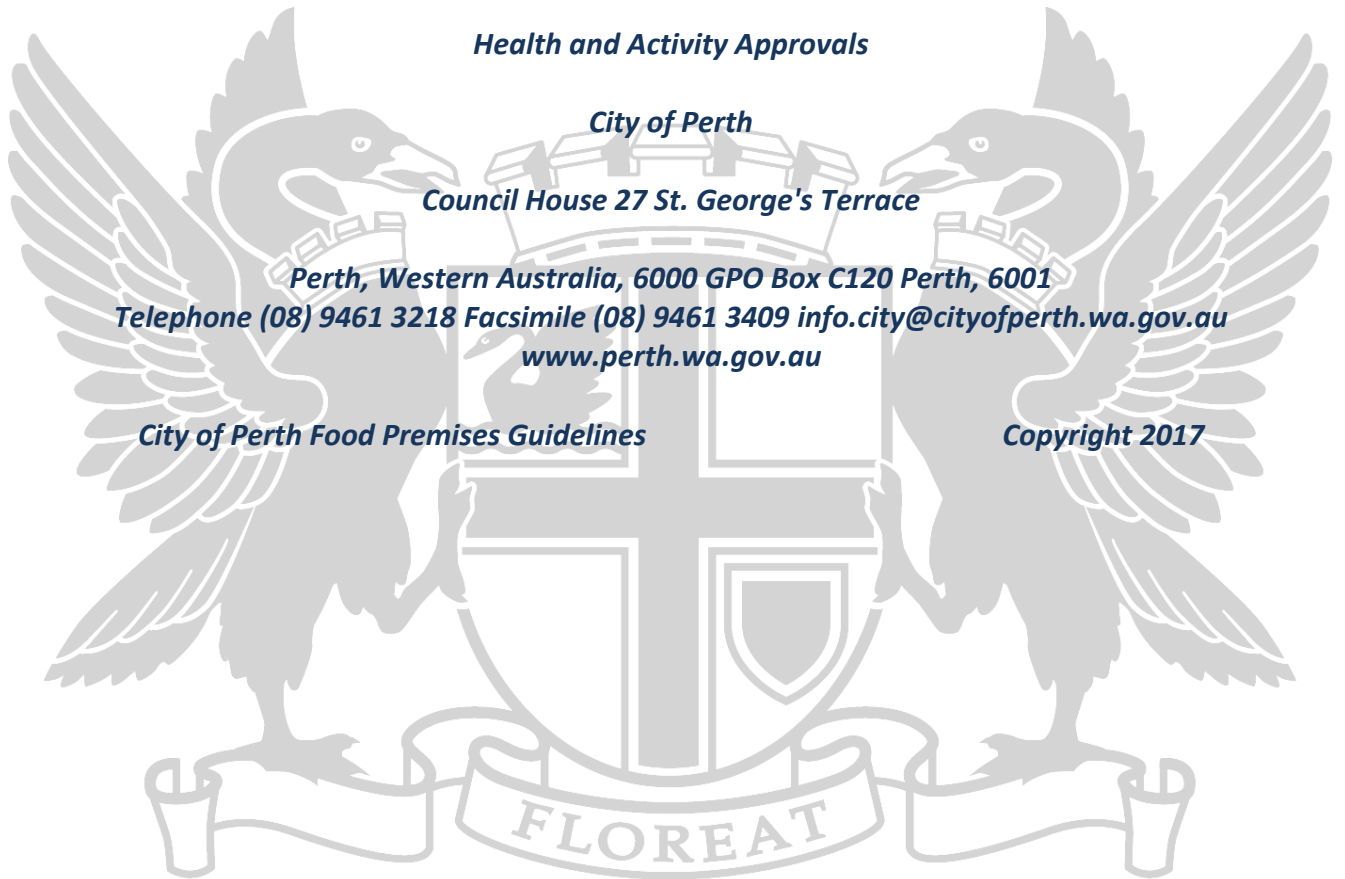 Health and Activity Approvals
City of Perth
Council House 27 St. George's Terrace
Perth, Western Australia, 6000 GPO Box C120 Perth, 6001
Telephone (08) 9461 3218 Facsimile (08) 9461 3409 info.city@cityofperth.wa.gov.au
www.perth.wa.gov.au
City of Perth Food Premises Guidelines Copyright 2017
FLOREAT